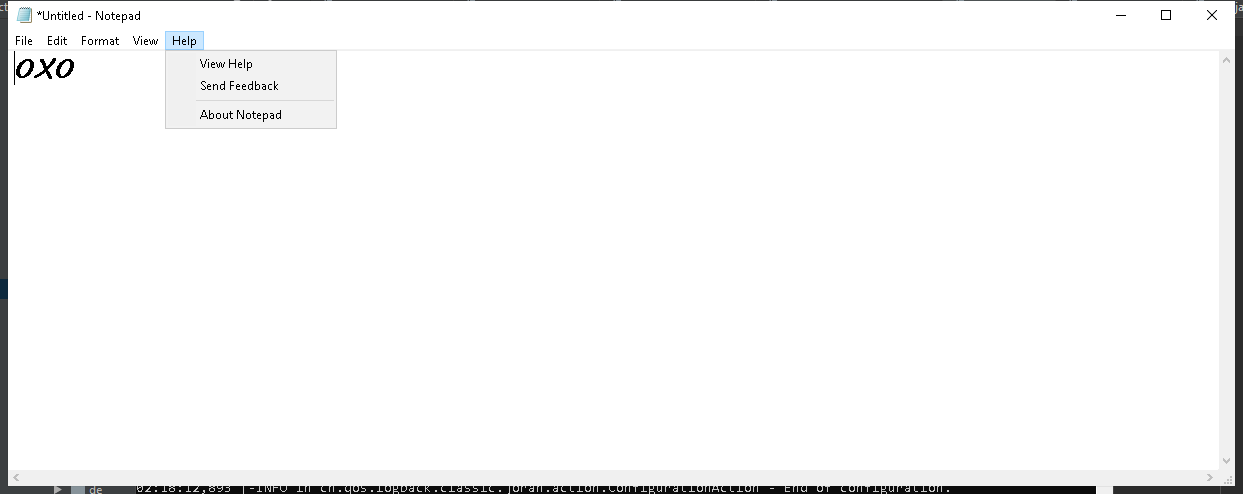 *Untitled - Notepad
File Edit Format View Help
oxo
View Help
Send Feedback
About Notepad
de 02:18:12,893 |-INFO in ch.qos.logback.classic.joran.action.ConfigurationAction - End of configuration.